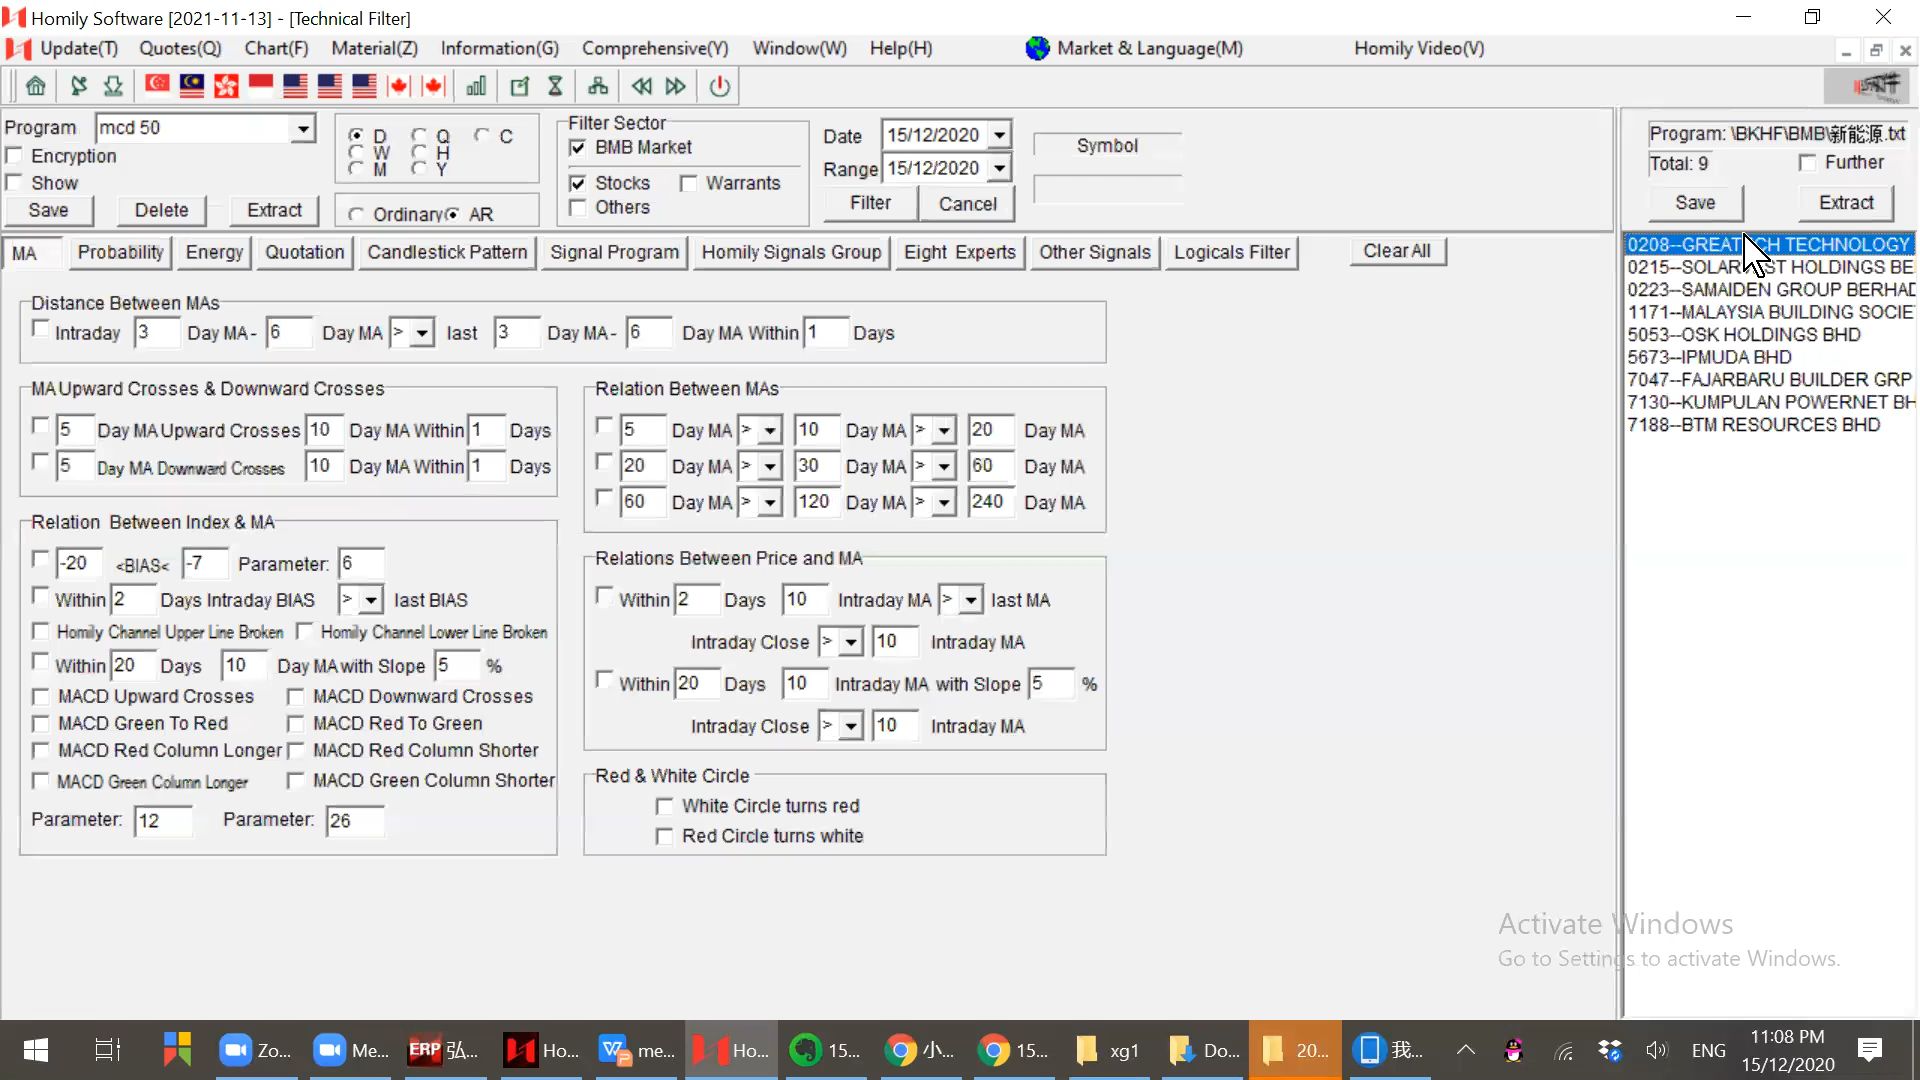 Homily Software [2021-11-13] - [Technical Filter]
Update(T) Quotes(Q) Chart(F) Material(Z) Information(G) Comprehensive(Y) Window(W) Help(H) Market & Language(M) Homily Video(V)
Program mcd 50
Encryption
Show
Save Delete Extract
D Q C
W H
M Y
Ordinary AR
Filter Sector
BMB Market
Stocks Warrants
Others
Date 15/12/2020
Range 15/12/2020
Filter Cancel
Symbol
Program: \BKHF\BMB\新能源.txt
Total: 9 Further
Save Extract
MA Probability Energy Quotation Candlestick Pattern Signal Program Homily Signals Group Eight Experts Other Signals Logicals Filter Clear All
Distance Between MAs
Intraday 3 Day MA - 6 Day MA > last 3 Day MA - 6 Day MA Within 1 Days
MA Upward Crosses & Downward Crosses
5 Day MA Upward Crosses 10 Day MA Within 1 Days
5 Day MA Downward Crosses 10 Day MA Within 1 Days
Relation Between MAs
5 Day MA > 10 Day MA > 20 Day MA
20 Day MA > 30 Day MA > 60 Day MA
60 Day MA > 120 Day MA > 240 Day MA
Relation Between Index & MA
-20 <BIAS< -7 Parameter: 6
Within 2 Days Intraday BIAS > last BIAS
Homily Channel Upper Line Broken Homily Channel Lower Line Broken
Within 20 Days 10 Day MA with Slope 5 %
MACD Upward Crosses MACD Downward Crosses
MACD Green To Red MACD Red To Green
MACD Red Column Longer MACD Red Column Shorter
MACD Green Column Longer MACD Green Column Shorter
Parameter: 12 Parameter: 26
Relations Between Price and MA
Within 2 Days 10 Intraday MA > last MA
Intraday Close > 10 Intraday MA
Within 20 Days 10 Intraday MA with Slope 5 %
Intraday Close > 10 Intraday MA
Red & White Circle
White Circle turns red
Red Circle turns white
0208--GREATECH TECHNOLOGY
0215--SOLARVEST HOLDINGS BE
0223--SAMAIDEN GROUP BERHAD
1171--MALAYSIA BUILDING SOCIE
5053--OSK HOLDINGS BHD
5673--IPMUDA BHD
7047--FAJARBARU BUILDER GRP
7130--KUMPULAN POWERNET BH
7188--BTM RESOURCES BHD
Activate Windows
Go to Settings to activate Windows.
Zo... Me... ERP 弘... Ho... me... Ho... 15... 小... 15... xg1 Do... 20... 我... ENG
11:08 PM
15/12/2020